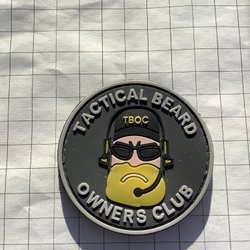 TACTICAL BEARD
TBOC
OWNERS CLUB